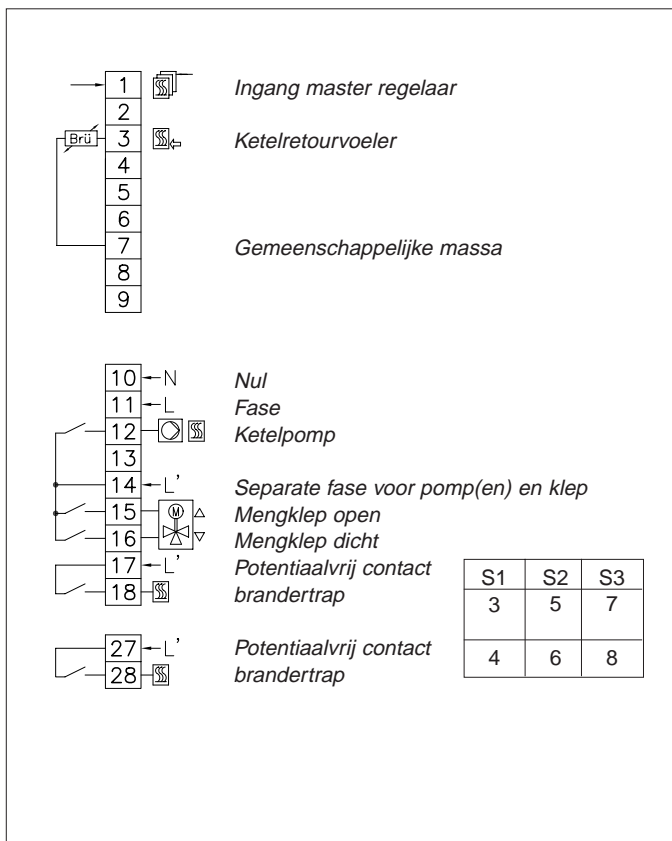 1 Ingang master regelaar
2
Brü 3 Ketelretourvoeler
4
5
6
7 Gemeenschappelijke massa
8
9
10 N Nul
11 L Fase
12 Ketelpomp
13
14 L' Separate fase voor pomp(en) en klep
15 M Mengklep open
16 Mengklep dicht
17 L' Potentiaalvrij contact
18 brandertrap
S1 S2 S3
3 5 7
4 6 8
27 L' Potentiaalvrij contact
28 brandertrap